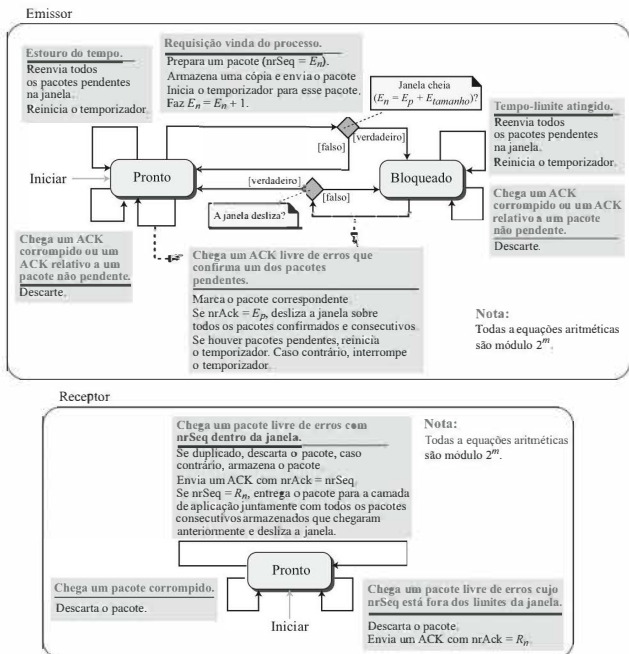 Emissor
Estouro do tempo.
Reenvia todos
os pacotes pendentes
na janela.
Reinicia o temporizador.
Requisição vinda do processo.
Prepara um pacote (nrSeq = Eₙ).
Armazena uma cópia e envia o pacote
Inicia o temporizador para esse pacote.
Faz Eₙ = Eₙ + 1.
Janela cheia
(Eₙ = Eₚ + E_tamanho)?
[verdadeiro]
[falso]
Tempo-limite atingido.
Reenvia todos
os pacotes pendentes
na janela.
Reinicia o temporizador.
Iniciar
Pronto
[verdadeiro]
[falso]
Bloqueado
A janela desliza?
Chega um ACK
corrompido ou um
ACK relativo a um
pacote não pendente.
Descarte.
Chega um ACK livre de erros que
confirma um dos pacotes
pendentes.
Marca o pacote correspondente
Se nrAck = Eₚ, desliza a janela sobre
todos os pacotes confirmados e consecutivos.
Se houver pacotes pendentes, reinicia
o temporizador. Caso contrário, interrompe
o temporizador.
Chega um ACK
corrompido ou um ACK
relativo a um pacote
não pendente.
Descarte.
Nota:
Todas a equações aritméticas
são módulo 2ᵐ.
Receptor
Chega um pacote livre de erros com
nrSeq dentro da janela.
Se duplicado, descarta o pacote, caso
contrário, armazena o pacote
Envia um ACK com nrAck = nrSeq.
Se nrSeq = Rₙ, entrega o pacote para a camada
de aplicação juntamente com todos os pacotes
consecutivos armazenados que chegaram
anteriormente e desliza a janela.
Nota:
Todas a equações aritméticas
são módulo 2ᵐ.
Pronto
Chega um pacote corrompido.
Descarta o pacote.
Iniciar
Chega um pacote livre de erros cujo
nrSeq está fora dos limites da janela.
Descarta o pacote.
Envia um ACK com nrAck = Rₙ.